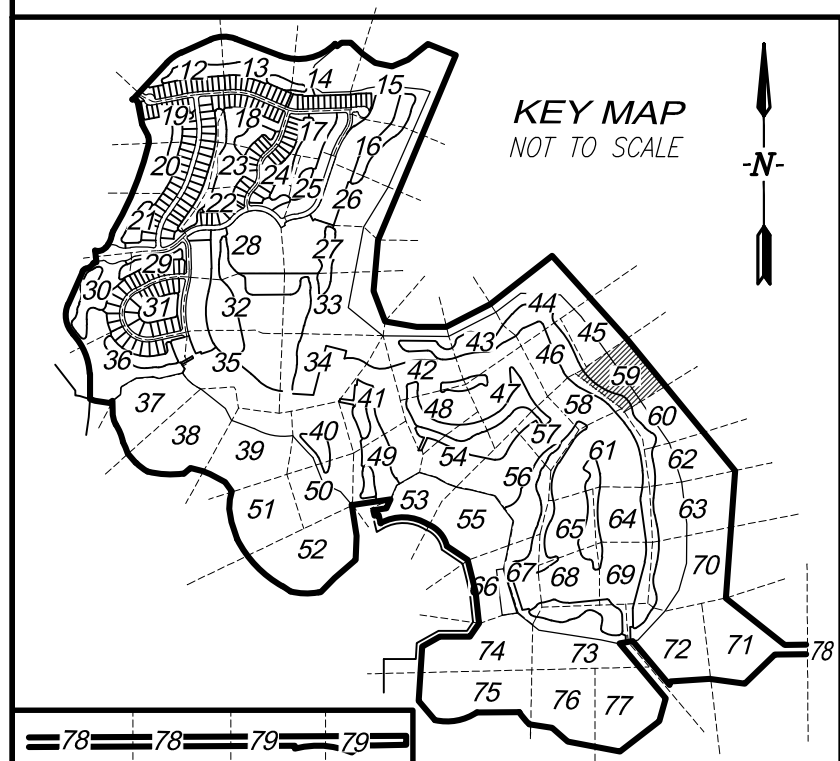 KEY MAP
NOT TO SCALE
-N-
12 13 14 15
19 18 17 16
20 23 24 25 26
21 22
28 27
29
30 31 32 33
36 35 34
44 45
43
46 59
42 47 58 60
37 41 48
38 39 40 57 61 62
54
49 56
50 53 55 65 64 63
51
52
66 67 68 69 70
74 73 72 71 78
75 76 77
78 78 79 79